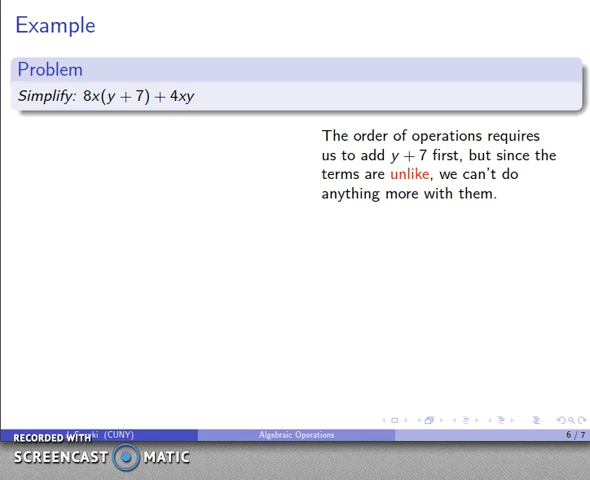 Example
Problem
Simplify: 8x(y + 7) + 4xy
The order of operations requires
us to add y + 7 first, but since the
terms are unlike, we can't do
anything more with them.
(CUNY)
Algebraic Operations
6 / 7
RECORDED WITH
SCREENCAST MATIC